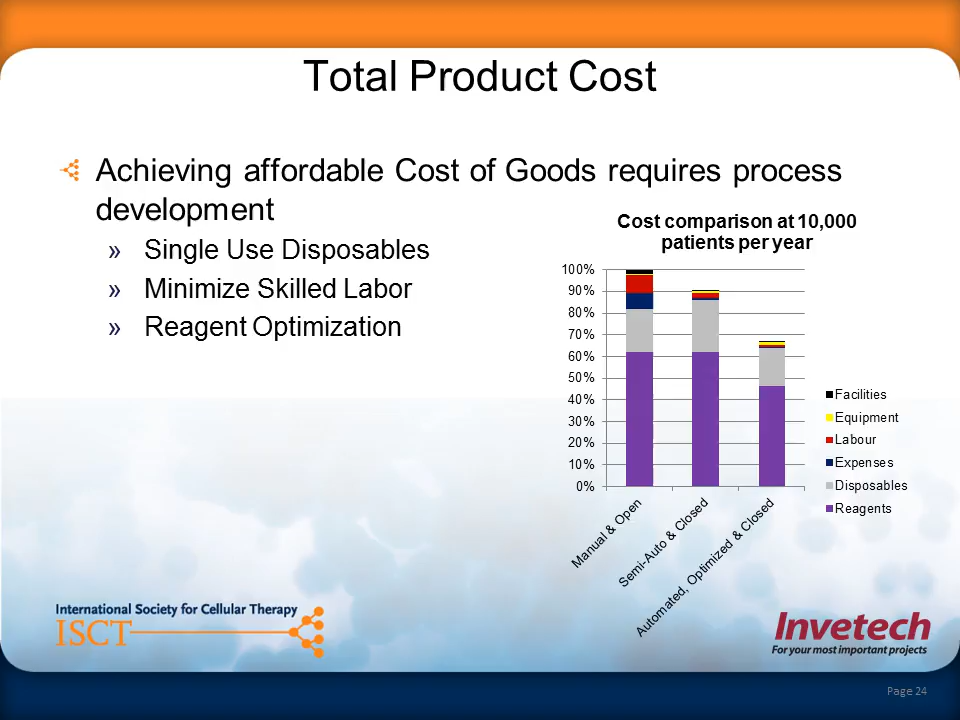 Total Product Cost
Achieving affordable Cost of Goods requires process
development
» Single Use Disposables
» Minimize Skilled Labor
» Reagent Optimization
Cost comparison at 10,000
patients per year
100%
90%
80%
70%
60%
50%
40%
30%
20%
10%
0%
Manual & Open
Semi-Auto & Closed
Automated, Optimized & Closed
Facilities
Equipment
Labour
Expenses
Disposables
Reagents
International Society for Cellular Therapy
ISCT
Invetech
For your most important projects
Page 24